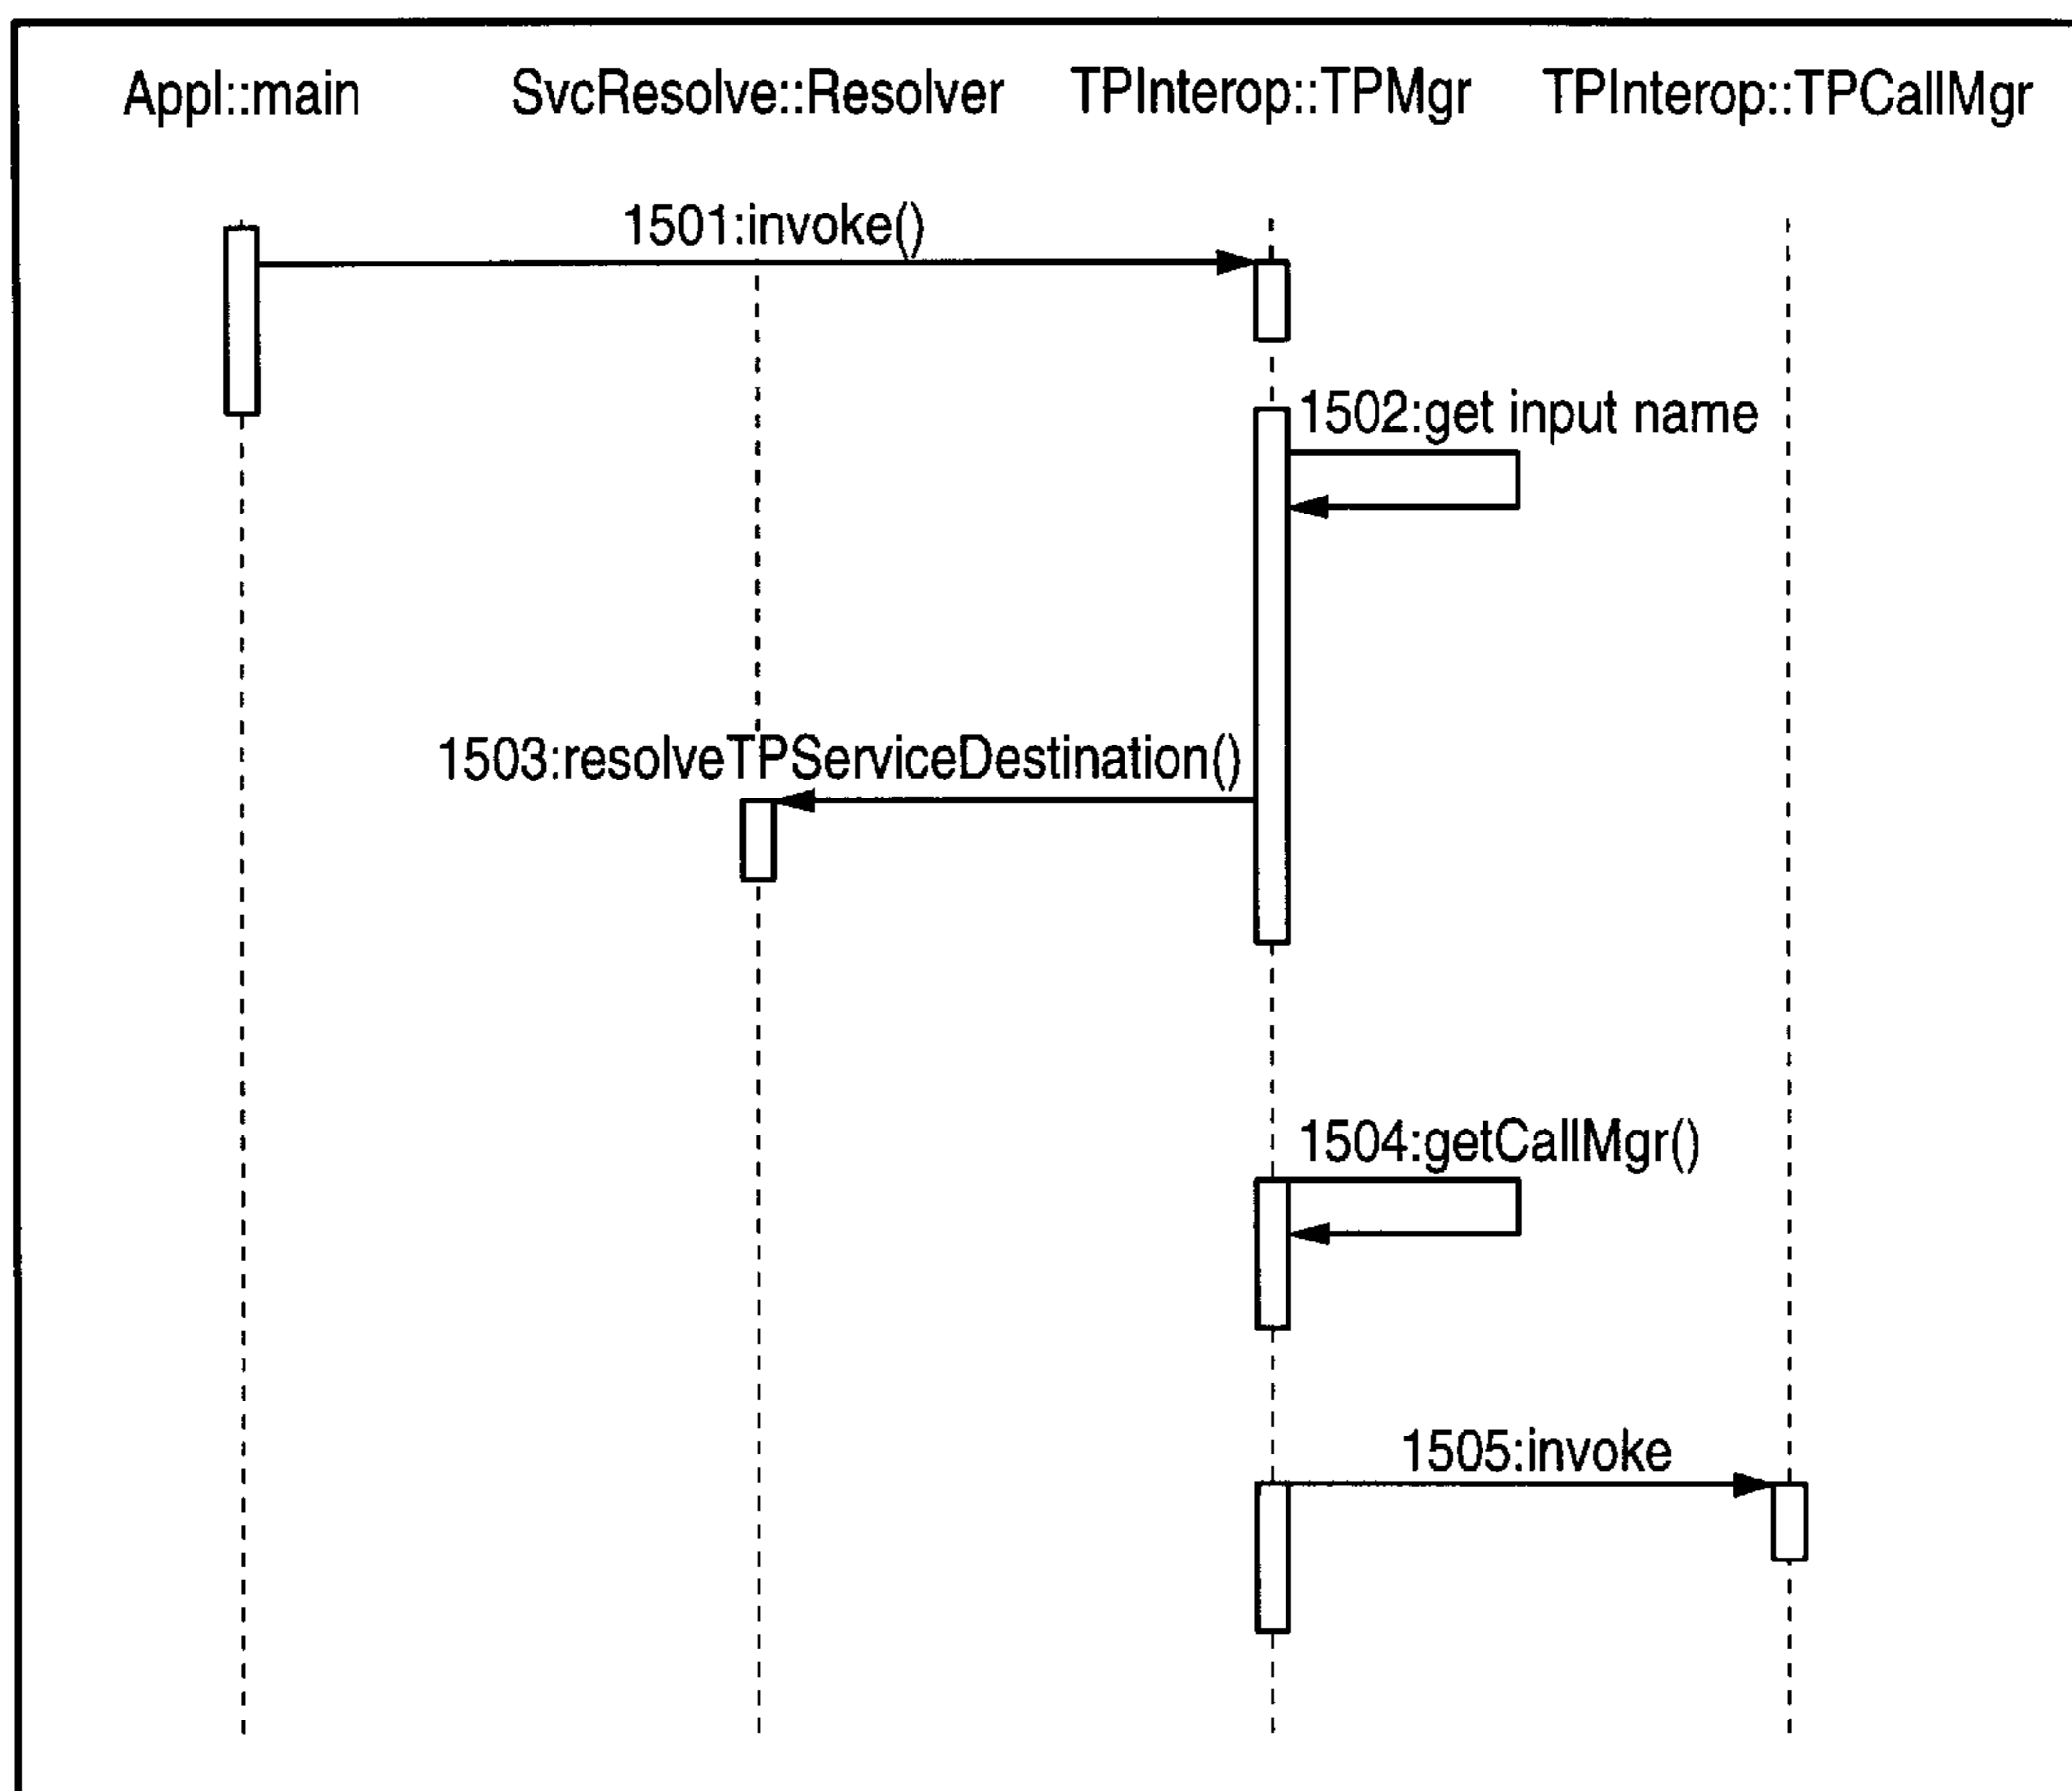 Appl::main SvcResolve::Resolver TPInterop::TPMgr TPInterop::TPCallMgr
1501:invoke()
1502:get input name
1503:resolveTPServiceDestination()
1504:getCallMgr()
1505:invoke